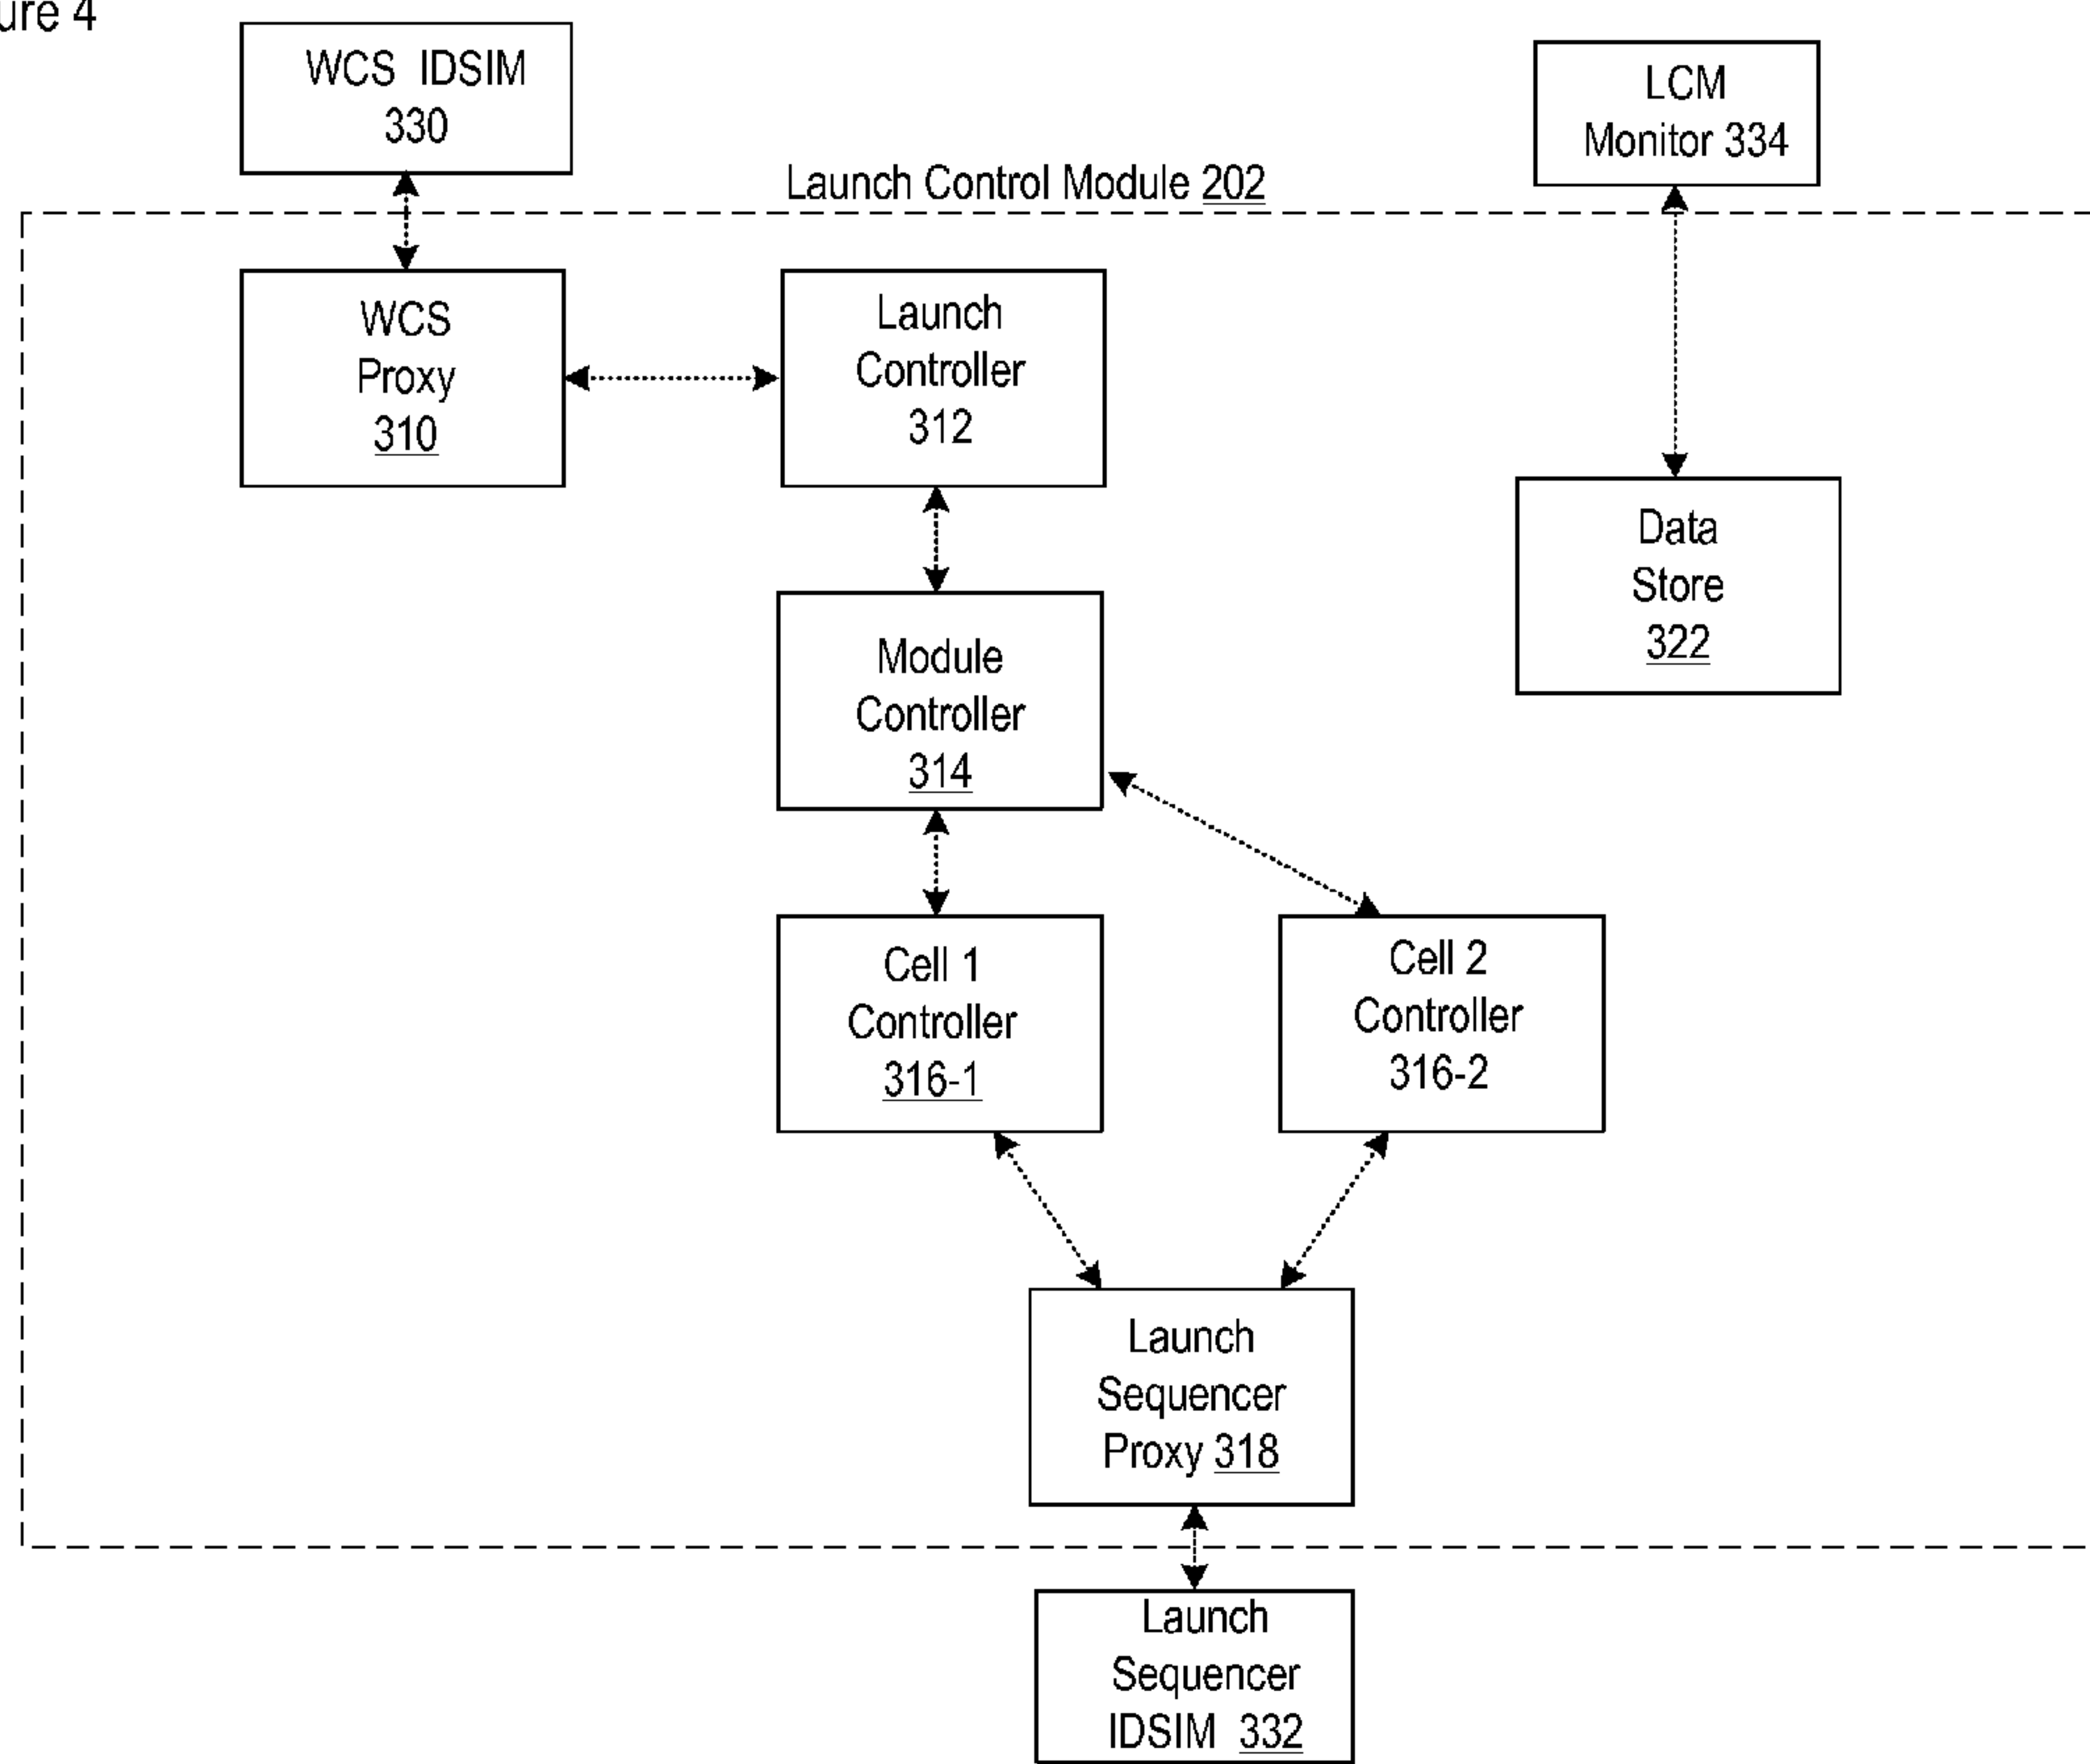 ure 4
WCS IDSIM
330
LCM
Monitor 334
Launch Control Module 202
WCS
Proxy
310
Launch
Controller
312
Data
Store
322
Module
Controller
314
Cell 1
Controller
316-1
Cell 2
Controller
316-2
Launch
Sequencer
Proxy 318
Launch
Sequencer
IDSIM 332